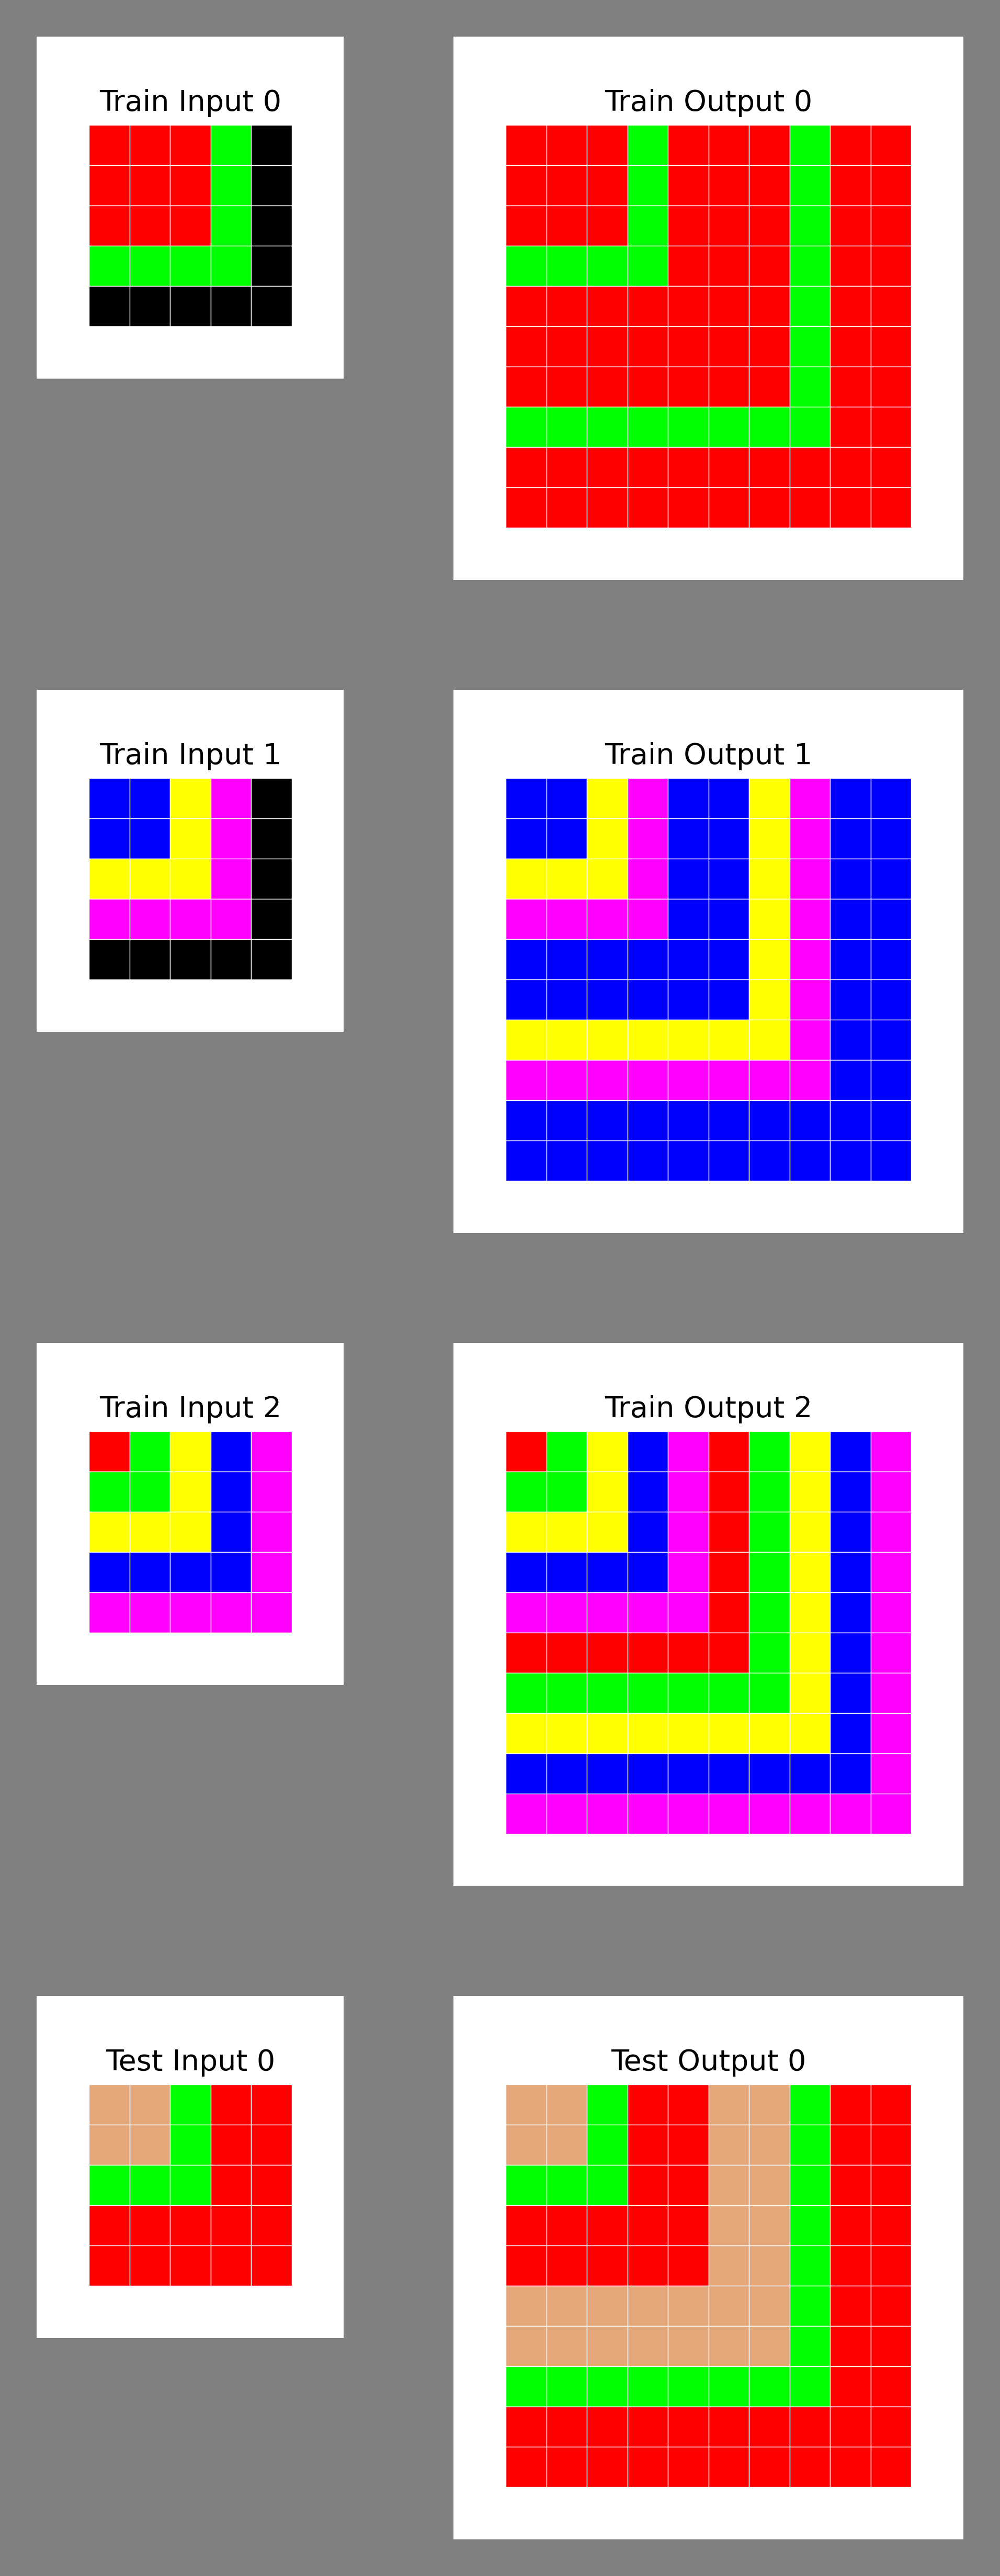 Train Input 0
Train Output 0
Train Input 1
Train Output 1
Train Input 2
Train Output 2
Test Input 0
Test Output 0